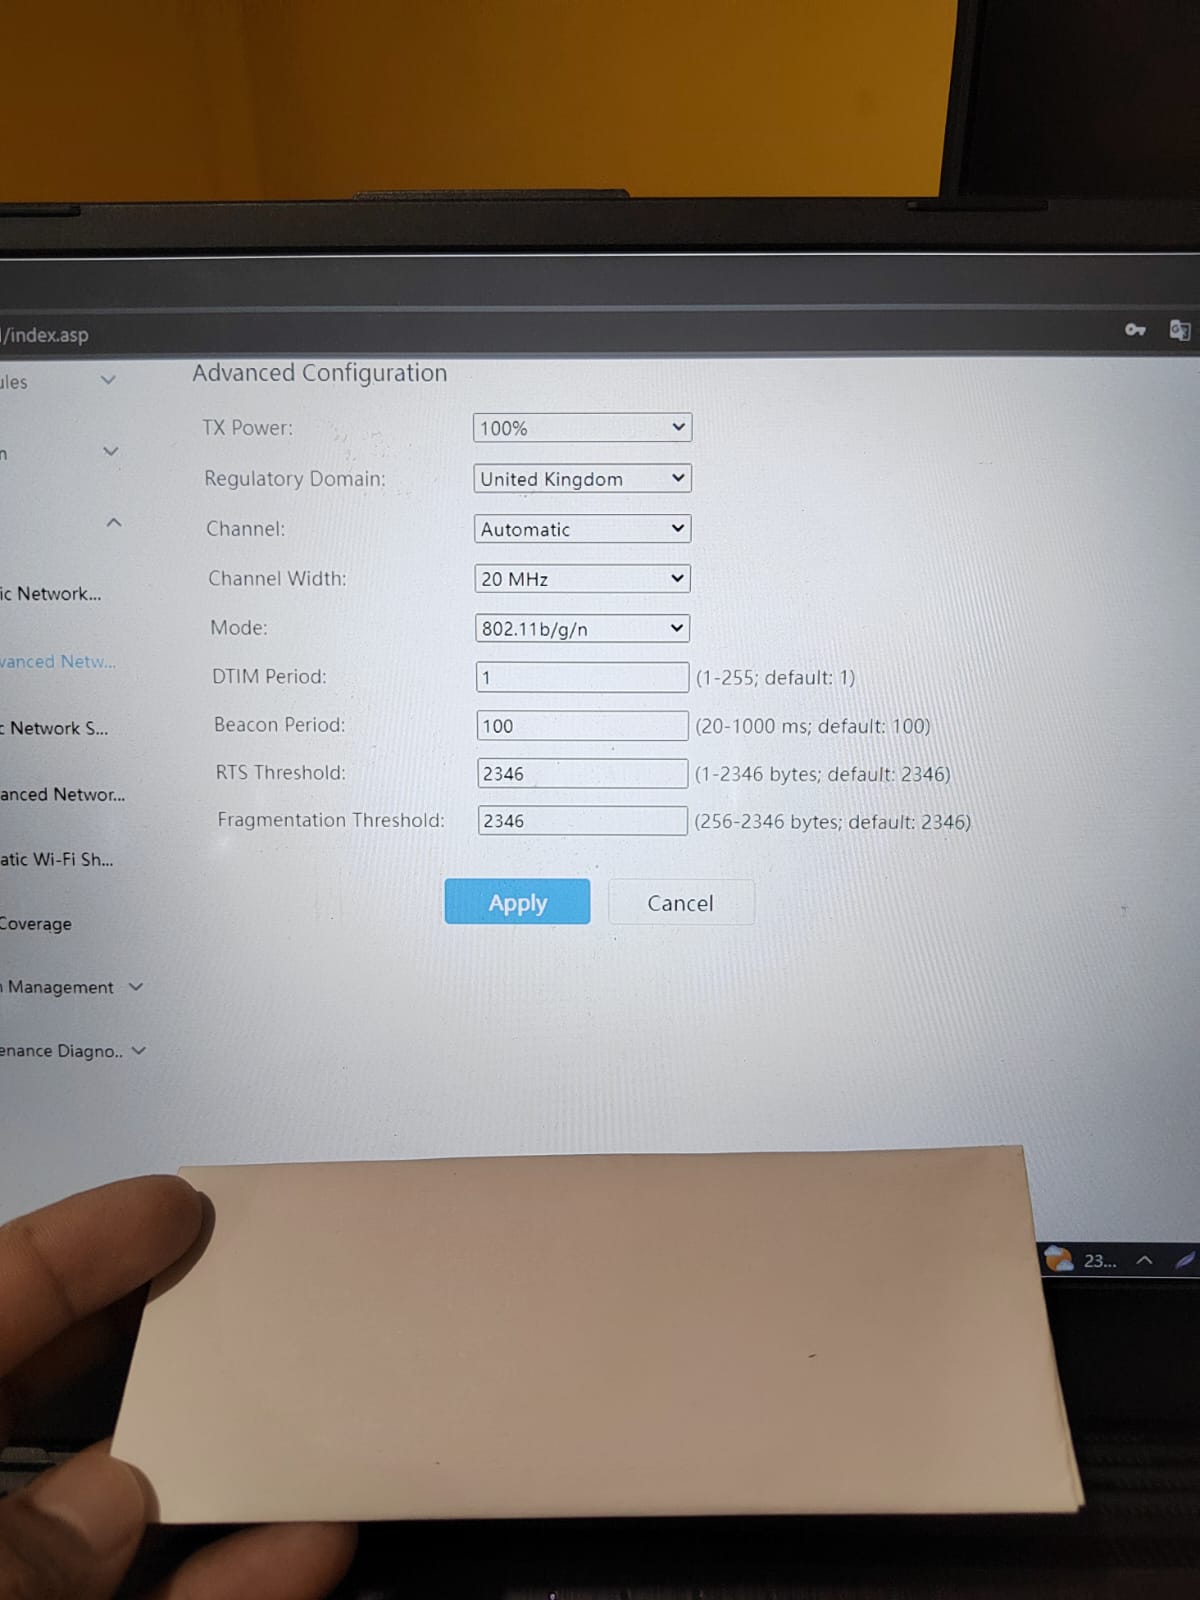 /index.asp
Advanced Configuration
TX Power: 100%
Regulatory Domain: United Kingdom
Channel: Automatic
Channel Width: 20 MHz
ic Network...
Mode: 802.11b/g/n
vanced Netw...
DTIM Period: 1 (1-255; default: 1)
c Network S...
Beacon Period: 100 (20-1000 ms; default: 100)
RTS Threshold: 2346 (1-2346 bytes; default: 2346)
anced Networ...
Fragmentation Threshold: 2346 (256-2346 bytes; default: 2346)
atic Wi-Fi Sh...
Apply Cancel
Coverage
Management
enance Diagno..
23...